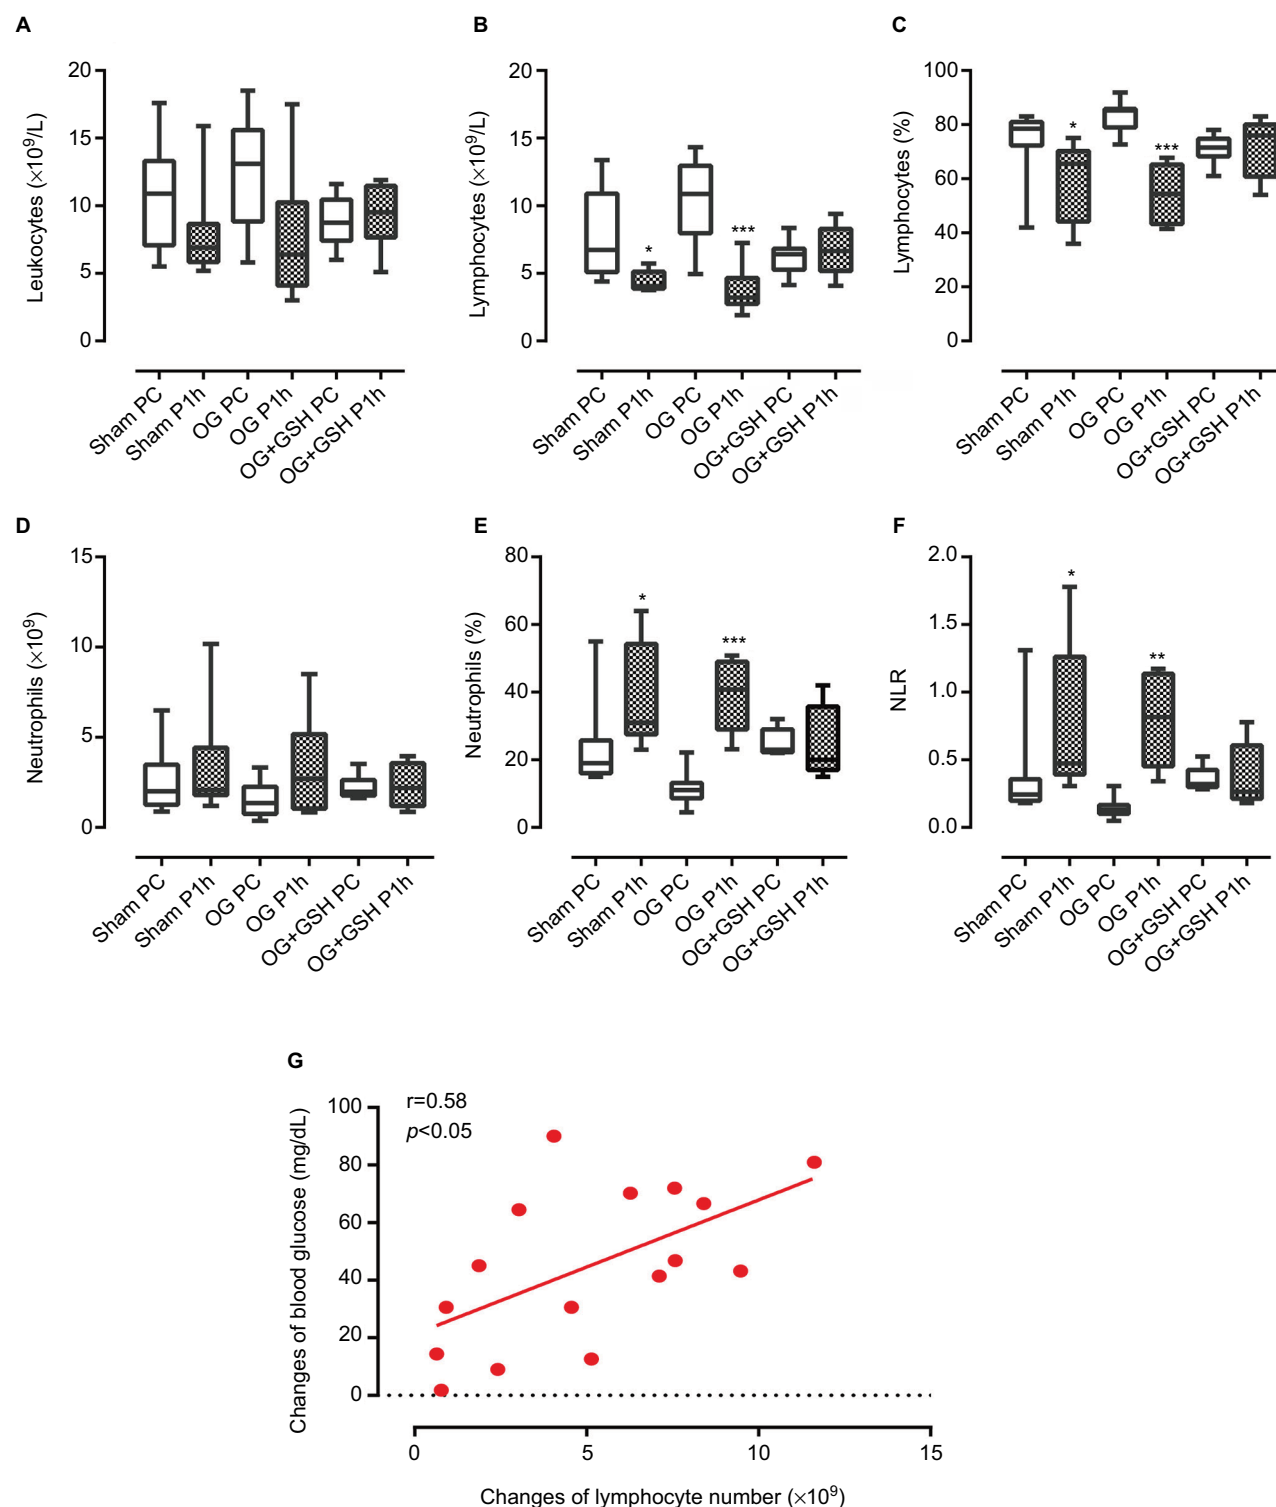 A
Leukocytes (×10⁹/L)
20
15
10
5
0
Sham PC
Sham P1h
OG PC
OG P1h
OG+GSH PC
OG+GSH P1h
B
Lymphocytes (×10⁹/L)
20
15
10
5
0
*
***
Sham PC
Sham P1h
OG PC
OG P1h
OG+GSH PC
OG+GSH P1h
C
Lymphocytes (%)
100
80
60
40
20
0
*
***
Sham PC
Sham P1h
OG PC
OG P1h
OG+GSH PC
OG+GSH P1h
D
Neutrophils (×10⁹)
15
10
5
0
Sham PC
Sham P1h
OG PC
OG P1h
OG+GSH PC
OG+GSH P1h
E
Neutrophils (%)
80
60
40
20
0
*
***
Sham PC
Sham P1h
OG PC
OG P1h
OG+GSH PC
OG+GSH P1h
F
NLR
2.0
1.5
1.0
0.5
0.0
*
**
Sham PC
Sham P1h
OG PC
OG P1h
OG+GSH PC
OG+GSH P1h
G
Changes of blood glucose (mg/dL)
100
80
60
40
20
0
r=0.58
p<0.05
0
5
10
15
Changes of lymphocyte number (×10⁹)